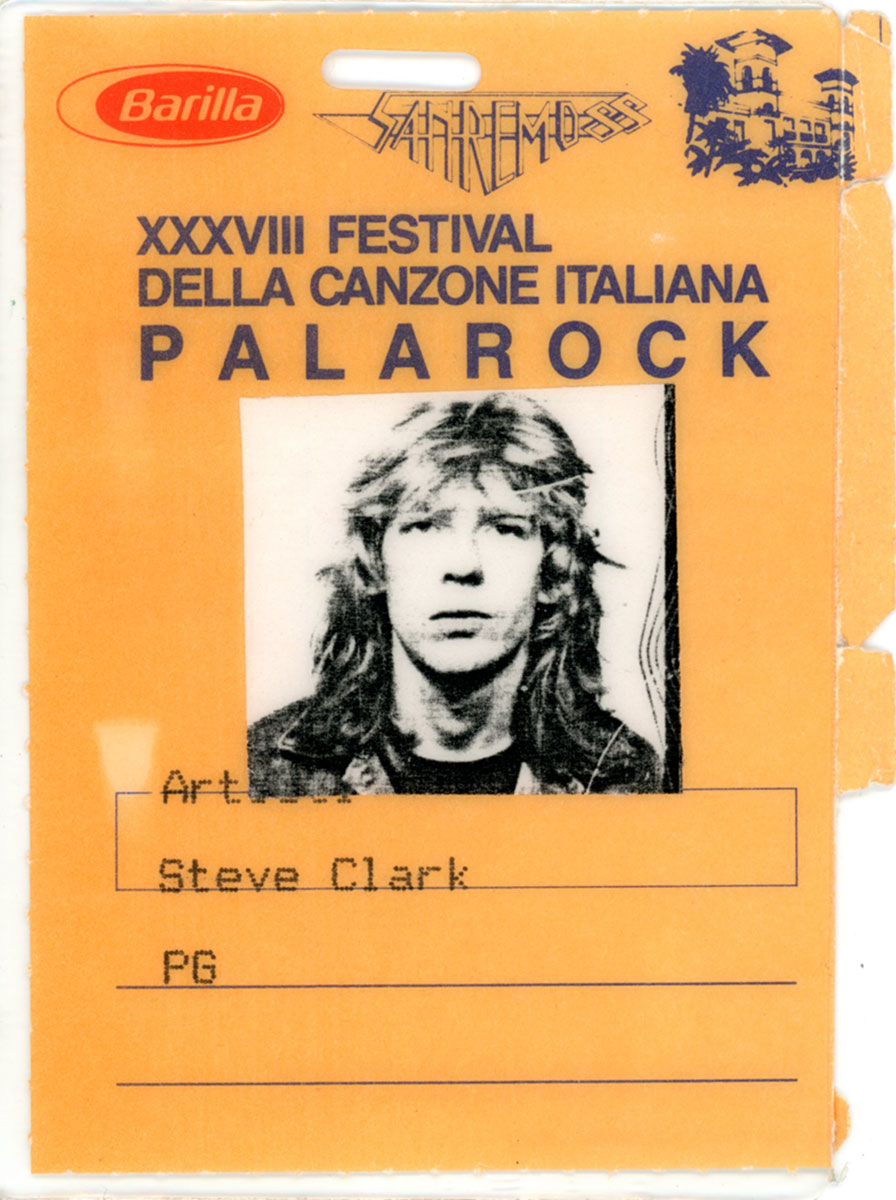 Barilla
SANREMO 88
XXXVIII FESTIVAL
DELLA CANZONE ITALIANA
PALAROCK
Steve Clark
PG